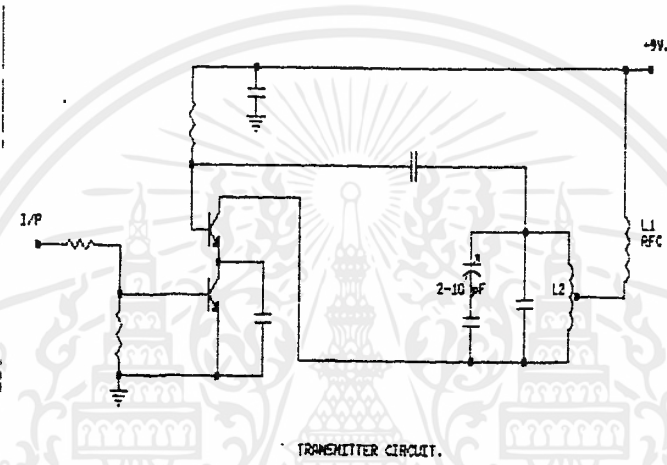 +9V.
I/P
L1
RFC
2-10 pF
L2
TRANSMITTER CIRCUIT.